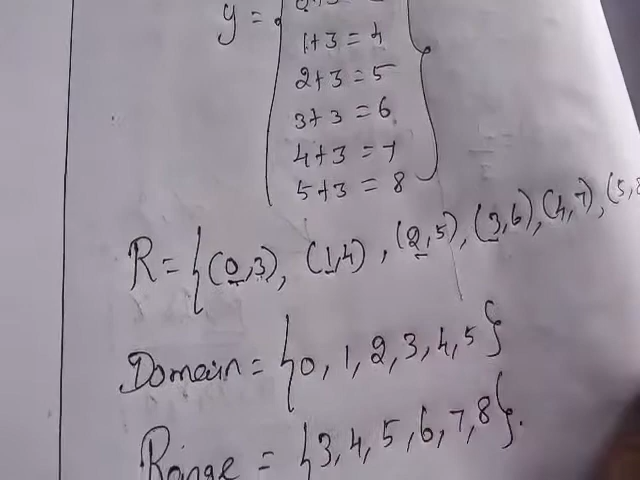 y = {
1+3 = 4
2+3 = 5
3+3 = 6
4+3 = 7
5+3 = 8
R = {(0,3), (1,4), (2,5), (3,6), (4,7), (5,8
Domain = {0, 1, 2, 3, 4, 5}
Range = {3, 4, 5, 6, 7, 8}.